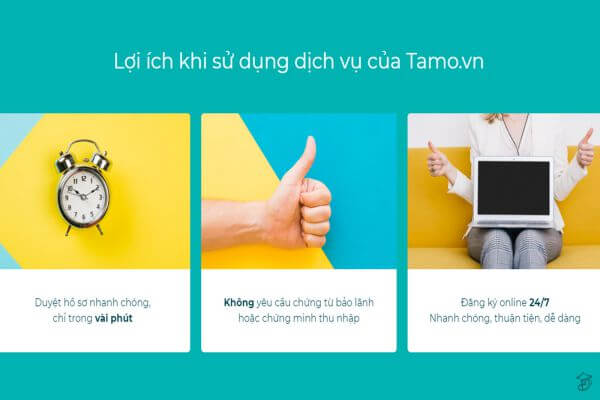 Lợi ích khi sử dụng dịch vụ của Tamo.vn
Duyệt hồ sơ nhanh chóng,
chỉ trong vài phút
Không yêu cầu chứng từ bảo lãnh
hoặc chứng minh thu nhập
Đăng ký online 24/7
Nhanh chóng, thuận tiện, dễ dàng